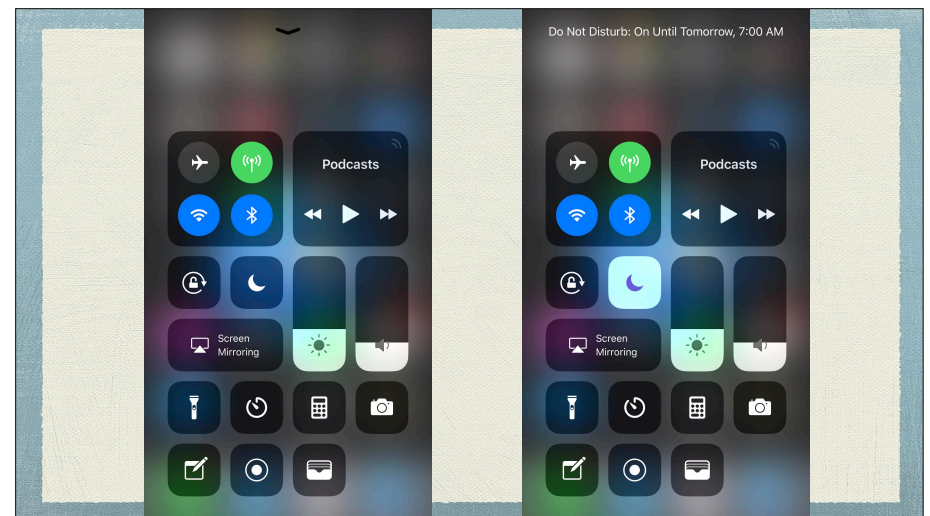 Do Not Disturb: On Until Tomorrow, 7:00 AM
Podcasts
Screen
Mirroring
Podcasts
Screen
Mirroring